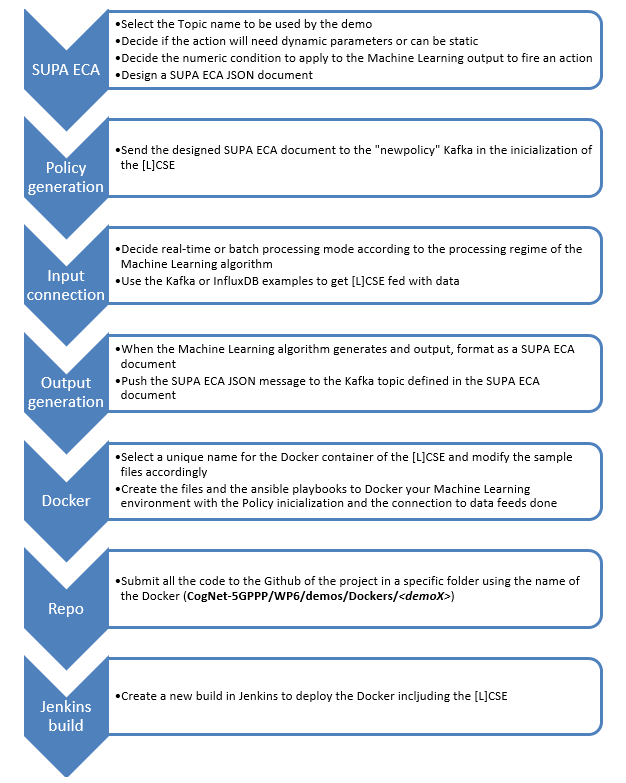 SUPA ECA
•Select the Topic name to be used by the demo
•Decide if the action will need dynamic parameters or can be static
•Decide the numeric condition to apply to the Machine Learning output to fire an action
•Design a SUPA ECA JSON document
Policy
generation
•Send the designed SUPA ECA document to the "newpolicy" Kafka in the inicialization of
the [L]CSE
Input
connection
•Decide real-time or batch processing mode according to the processing regime of the
Machine Learning algorithm
•Use the Kafka or InfluxDB examples to get [L]CSE fed with data
Output
generation
•When the Machine Learning algorithm generates and output, format as a SUPA ECA
document
•Push the SUPA ECA JSON message to the Kafka topic defined in the SUPA ECA
document
Docker
•Select a unique name for the Docker container of the [L]CSE and modify the sample
files accordingly
•Create the files and the ansible playbooks to Docker your Machine Learning
environment with the Policy inicialization and the connection to data feeds done
Repo
•Submit all the code to the Github of the project in a specific folder using the name of
the Docker (CogNet-5GPPP/WP6/demos/Dockers/<demoX>)
Jenkins
build
•Create a new build in Jenkins to deploy the Docker incljuding the [L]CSE